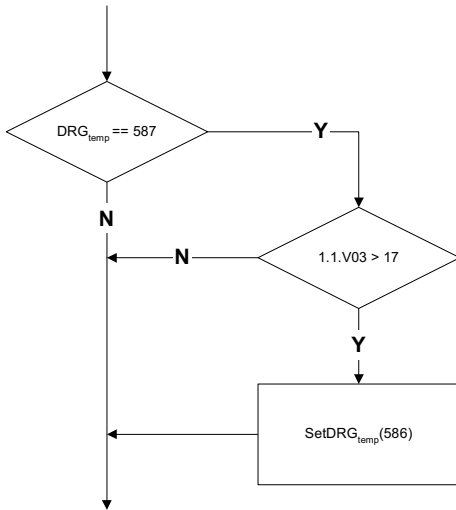 DRGtemp == 587
Y
N
N
1.1.V03 > 17
Y
SetDRGtemp(586)